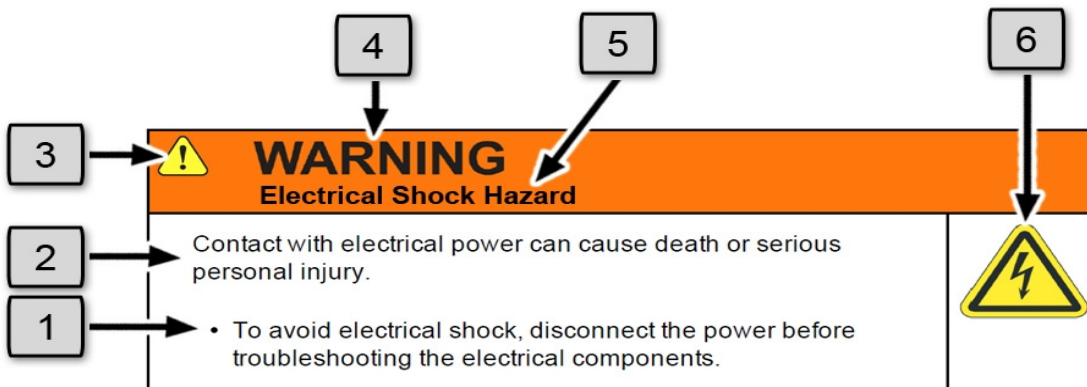 4
5
6
3
WARNING
Electrical Shock Hazard
2
Contact with electrical power can cause death or serious
personal injury.
1
• To avoid electrical shock, disconnect the power before
troubleshooting the electrical components.